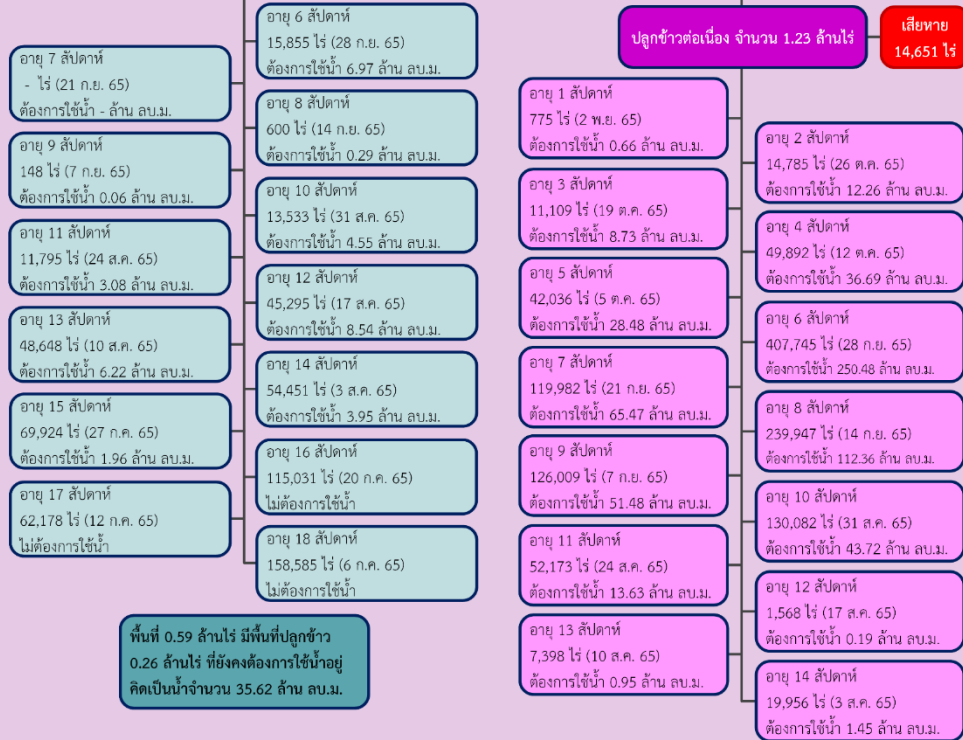 อายุ 6 สัปดาห์
15,855 ไร่ (28 ก.ย. 65)
ต้องการใช้น้ำ 6.97 ล้าน ลบ.ม.
อายุ 7 สัปดาห์
- ไร่ (21 ก.ย. 65)
ต้องการใช้น้ำ - ล้าน ลบ.ม.
อายุ 8 สัปดาห์
600 ไร่ (14 ก.ย. 65)
ต้องการใช้น้ำ 0.29 ล้าน ลบ.ม.
อายุ 9 สัปดาห์
148 ไร่ (7 ก.ย. 65)
ต้องการใช้น้ำ 0.06 ล้าน ลบ.ม.
อายุ 10 สัปดาห์
13,533 ไร่ (31 ส.ค. 65)
ต้องการใช้น้ำ 4.55 ล้าน ลบ.ม.
อายุ 11 สัปดาห์
11,795 ไร่ (24 ส.ค. 65)
ต้องการใช้น้ำ 3.08 ล้าน ลบ.ม.
อายุ 12 สัปดาห์
45,295 ไร่ (17 ส.ค. 65)
ต้องการใช้น้ำ 8.54 ล้าน ลบ.ม.
อายุ 13 สัปดาห์
48,648 ไร่ (10 ส.ค. 65)
ต้องการใช้น้ำ 6.22 ล้าน ลบ.ม.
อายุ 14 สัปดาห์
54,451 ไร่ (3 ส.ค. 65)
ต้องการใช้น้ำ 3.95 ล้าน ลบ.ม.
อายุ 15 สัปดาห์
69,924 ไร่ (27 ก.ค. 65)
ต้องการใช้น้ำ 1.96 ล้าน ลบ.ม.
อายุ 16 สัปดาห์
115,031 ไร่ (20 ก.ค. 65)
ไม่ต้องการใช้น้ำ
อายุ 17 สัปดาห์
62,178 ไร่ (12 ก.ค. 65)
ไม่ต้องการใช้น้ำ
อายุ 18 สัปดาห์
158,585 ไร่ (6 ก.ค. 65)
ไม่ต้องการใช้น้ำ
พื้นที่ 0.59 ล้านไร่ มีพื้นที่ปลูกข้าว
0.26 ล้านไร่ ที่ยังคงต้องการใช้น้ำอยู่
คิดเป็นน้ำจำนวน 35.62 ล้าน ลบ.ม.
ปลูกข้าวต่อเนื่อง จำนวน 1.23 ล้านไร่
เสียหาย
14,651 ไร่
อายุ 1 สัปดาห์
775 ไร่ (2 พ.ย. 65)
ต้องการใช้น้ำ 0.66 ล้าน ลบ.ม.
อายุ 2 สัปดาห์
14,785 ไร่ (26 ต.ค. 65)
ต้องการใช้น้ำ 12.26 ล้าน ลบ.ม.
อายุ 3 สัปดาห์
11,109 ไร่ (19 ต.ค. 65)
ต้องการใช้น้ำ 8.73 ล้าน ลบ.ม.
อายุ 4 สัปดาห์
49,892 ไร่ (12 ต.ค. 65)
ต้องการใช้น้ำ 36.69 ล้าน ลบ.ม.
อายุ 5 สัปดาห์
42,036 ไร่ (5 ต.ค. 65)
ต้องการใช้น้ำ 28.48 ล้าน ลบ.ม.
อายุ 6 สัปดาห์
407,745 ไร่ (28 ก.ย. 65)
ต้องการใช้น้ำ 250.48 ล้าน ลบ.ม.
อายุ 7 สัปดาห์
119,982 ไร่ (21 ก.ย. 65)
ต้องการใช้น้ำ 65.47 ล้าน ลบ.ม.
อายุ 8 สัปดาห์
239,947 ไร่ (14 ก.ย. 65)
ต้องการใช้น้ำ 112.36 ล้าน ลบ.ม.
อายุ 9 สัปดาห์
126,009 ไร่ (7 ก.ย. 65)
ต้องการใช้น้ำ 51.48 ล้าน ลบ.ม.
อายุ 10 สัปดาห์
130,082 ไร่ (31 ส.ค. 65)
ต้องการใช้น้ำ 43.72 ล้าน ลบ.ม.
อายุ 11 สัปดาห์
52,173 ไร่ (24 ส.ค. 65)
ต้องการใช้น้ำ 13.63 ล้าน ลบ.ม.
อายุ 12 สัปดาห์
1,568 ไร่ (17 ส.ค. 65)
ต้องการใช้น้ำ 0.19 ล้าน ลบ.ม.
อายุ 13 สัปดาห์
7,398 ไร่ (10 ส.ค. 65)
ต้องการใช้น้ำ 0.95 ล้าน ลบ.ม.
อายุ 14 สัปดาห์
19,956 ไร่ (3 ส.ค. 65)
ต้องการใช้น้ำ 1.45 ล้าน ลบ.ม.